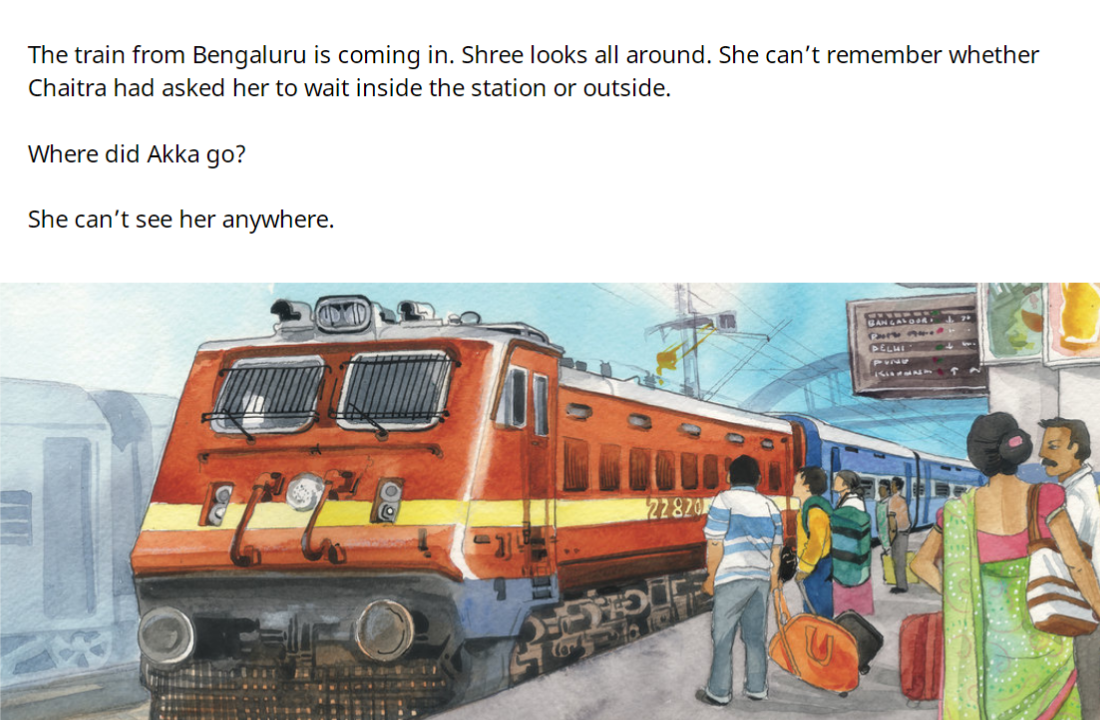 The train from Bengaluru is coming in. Shree looks all around. She can’t remember whether
Chaitra had asked her to wait inside the station or outside.
Where did Akka go?
She can’t see her anywhere.
BANGALOOR
DELHI
22820